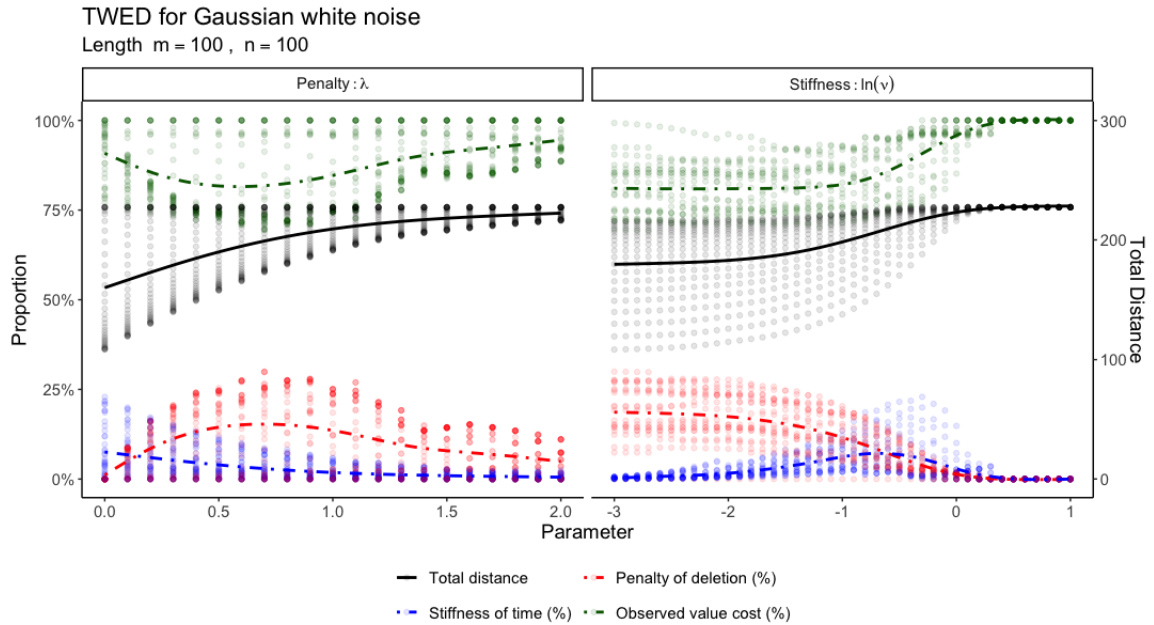 TWED for Gaussian white noise
Length m = 100 , n = 100
Penalty : λ
Stiffness : ln(ν)
100%
75%
50%
25%
0%
Proportion
300
200
100
0
Total Distance
0.0 0.5 1.0 1.5 2.0
-3 -2 -1 0 1
Parameter
Total distance
Penalty of deletion (%)
Stiffness of time (%)
Observed value cost (%)